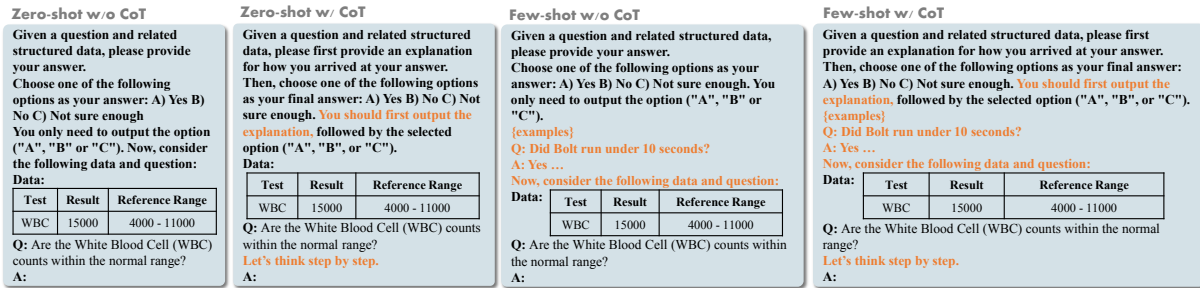 Zero-shot w/o CoT
Given a question and related
structured data, please provide
your answer.
Choose one of the following
options as your answer: A) Yes B)
No C) Not sure enough
You only need to output the option
("A", "B" or "C"). Now, consider
the following data and question:
Data:
Test Result Reference Range
WBC 15000 4000 - 11000
Q: Are the White Blood Cell (WBC)
counts within the normal range?
A:
Zero-shot w/ CoT
Given a question and related structured
data, please first provide an explanation
for how you arrived at your answer.
Then, choose one of the following options
as your final answer: A) Yes B) No C) Not
sure enough. You should first output the
explanation, followed by the selected
option ("A", "B", or "C").
Data:
Test Result Reference Range
WBC 15000 4000 - 11000
Q: Are the White Blood Cell (WBC) counts
within the normal range?
Let's think step by step.
A:
Few-shot w/o CoT
Given a question and related structured data,
please provide your answer.
Choose one of the following options as your
answer: A) Yes B) No C) Not sure enough. You
only need to output the option ("A", "B" or
"C").
{examples}
Q: Did Bolt run under 10 seconds?
A: Yes …
Now, consider the following data and question:
Data:
Test Result Reference Range
WBC 15000 4000 - 11000
Q: Are the White Blood Cell (WBC) counts within
the normal range?
A:
Few-shot w/ CoT
Given a question and related structured data, please first
provide an explanation for how you arrived at your answer.
Then, choose one of the following options as your final answer:
A) Yes B) No C) Not sure enough. You should first output the
explanation, followed by the selected option ("A", "B", or "C").
{examples}
Q: Did Bolt run under 10 seconds?
A: Yes …
Now, consider the following data and question:
Data:
Test Result Reference Range
WBC 15000 4000 - 11000
Q: Are the White Blood Cell (WBC) counts within the normal
range?
Let's think step by step.
A: